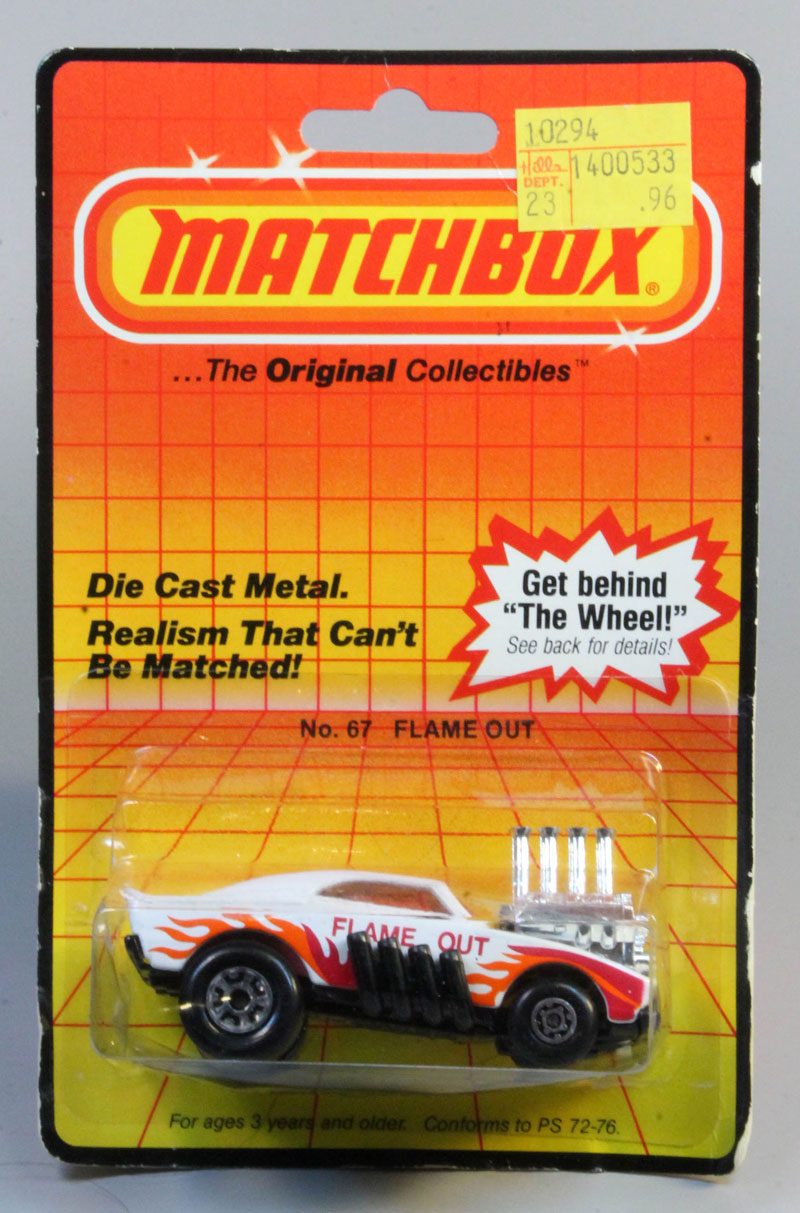 10294
Hills 1400533
DEPT.
23 .96
MATCHBOX®
...The Original Collectibles™
Die Cast Metal.
Realism That Can't
Be Matched!
Get behind
“The Wheel!”
See back for details!
No. 67 FLAME OUT
FLAME OUT
For ages 3 years and older. Conforms to PS 72-76.